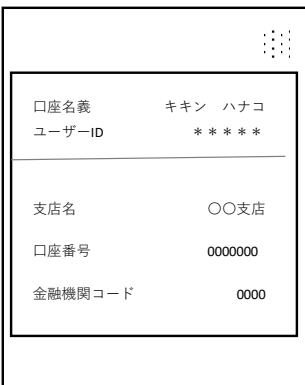 口座名義 キキン ハナコ
ユーザーID ＊＊＊＊＊
支店名 〇〇支店
口座番号 0000000
金融機関コード 0000